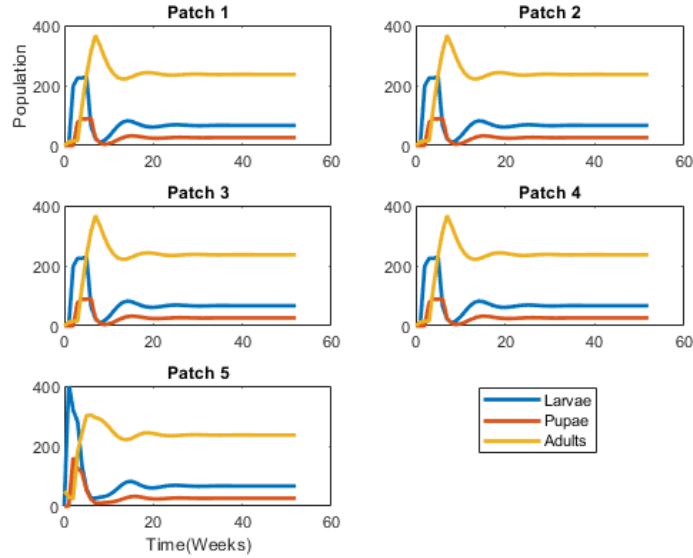 Patch 1
Patch 2
400
200
0
Population
0 20 40 60
400
200
0
0 20 40 60
Patch 3
Patch 4
400
200
0
0 20 40 60
400
200
0
0 20 40 60
Patch 5
400
200
0
0 20 40 60
Time(Weeks)
Larvae
Pupae
Adults